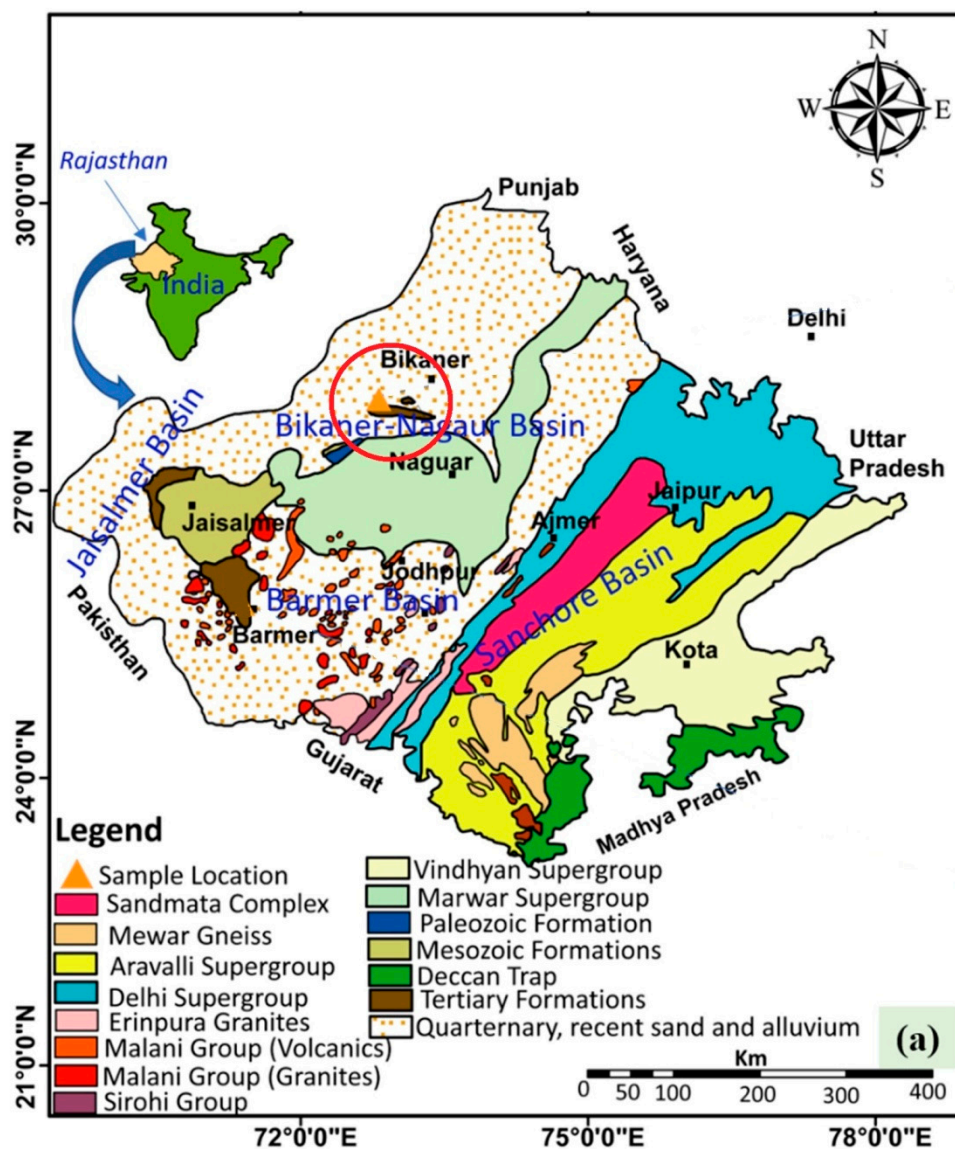 N
W
E
S
Rajasthan
Punjab
30°0'0"N
Haryana
India
Delhi
Bikaner
Jaisalmer Basin
Bikaner-Nagaur Basin
Uttar
Pradesh
Naguar
27°0'0"N
Jaipur
Jaisalmer
Ajmer
Jodhpur
Sanchore Basin
Barmer Basin
Pakisthan
Barmer
Kota
24°0'0"N
Gujarat
Madhya Pradesh
Legend
Sample Location
Sandmata Complex
Mewar Gneiss
Aravalli Supergroup
Delhi Supergroup
Erinpura Granites
Malani Group (Volcanics)
Malani Group (Granites)
Sirohi Group
Vindhyan Supergroup
Marwar Supergroup
Paleozoic Formation
Mesozoic Formations
Deccan Trap
Tertiary Formations
Quarternary, recent sand and alluvium
(a)
Km
0 50 100 200 300 400
21°0'0"N
72°0'0"E 75°0'0"E 78°0'0"E